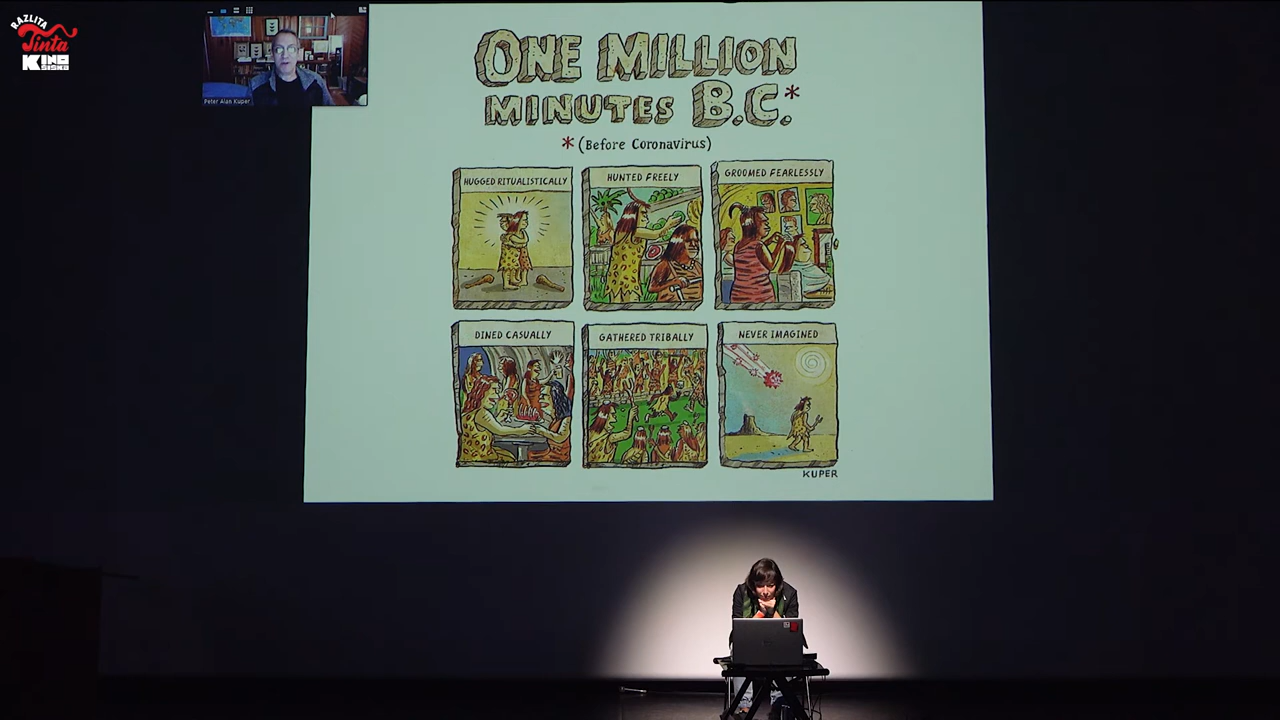 RAZLITA
Tinta
KINO
SISKA
Peter Alan Kuper
ONE MILLION
MINUTES B.C.*
*(Before Coronavirus)
HUGGED RITUALISTICALLY
HUNTED FREELY
GROOMED FEARLESSLY
DINED CASUALLY
GATHERED TRIBALLY
NEVER IMAGINED
KUPER